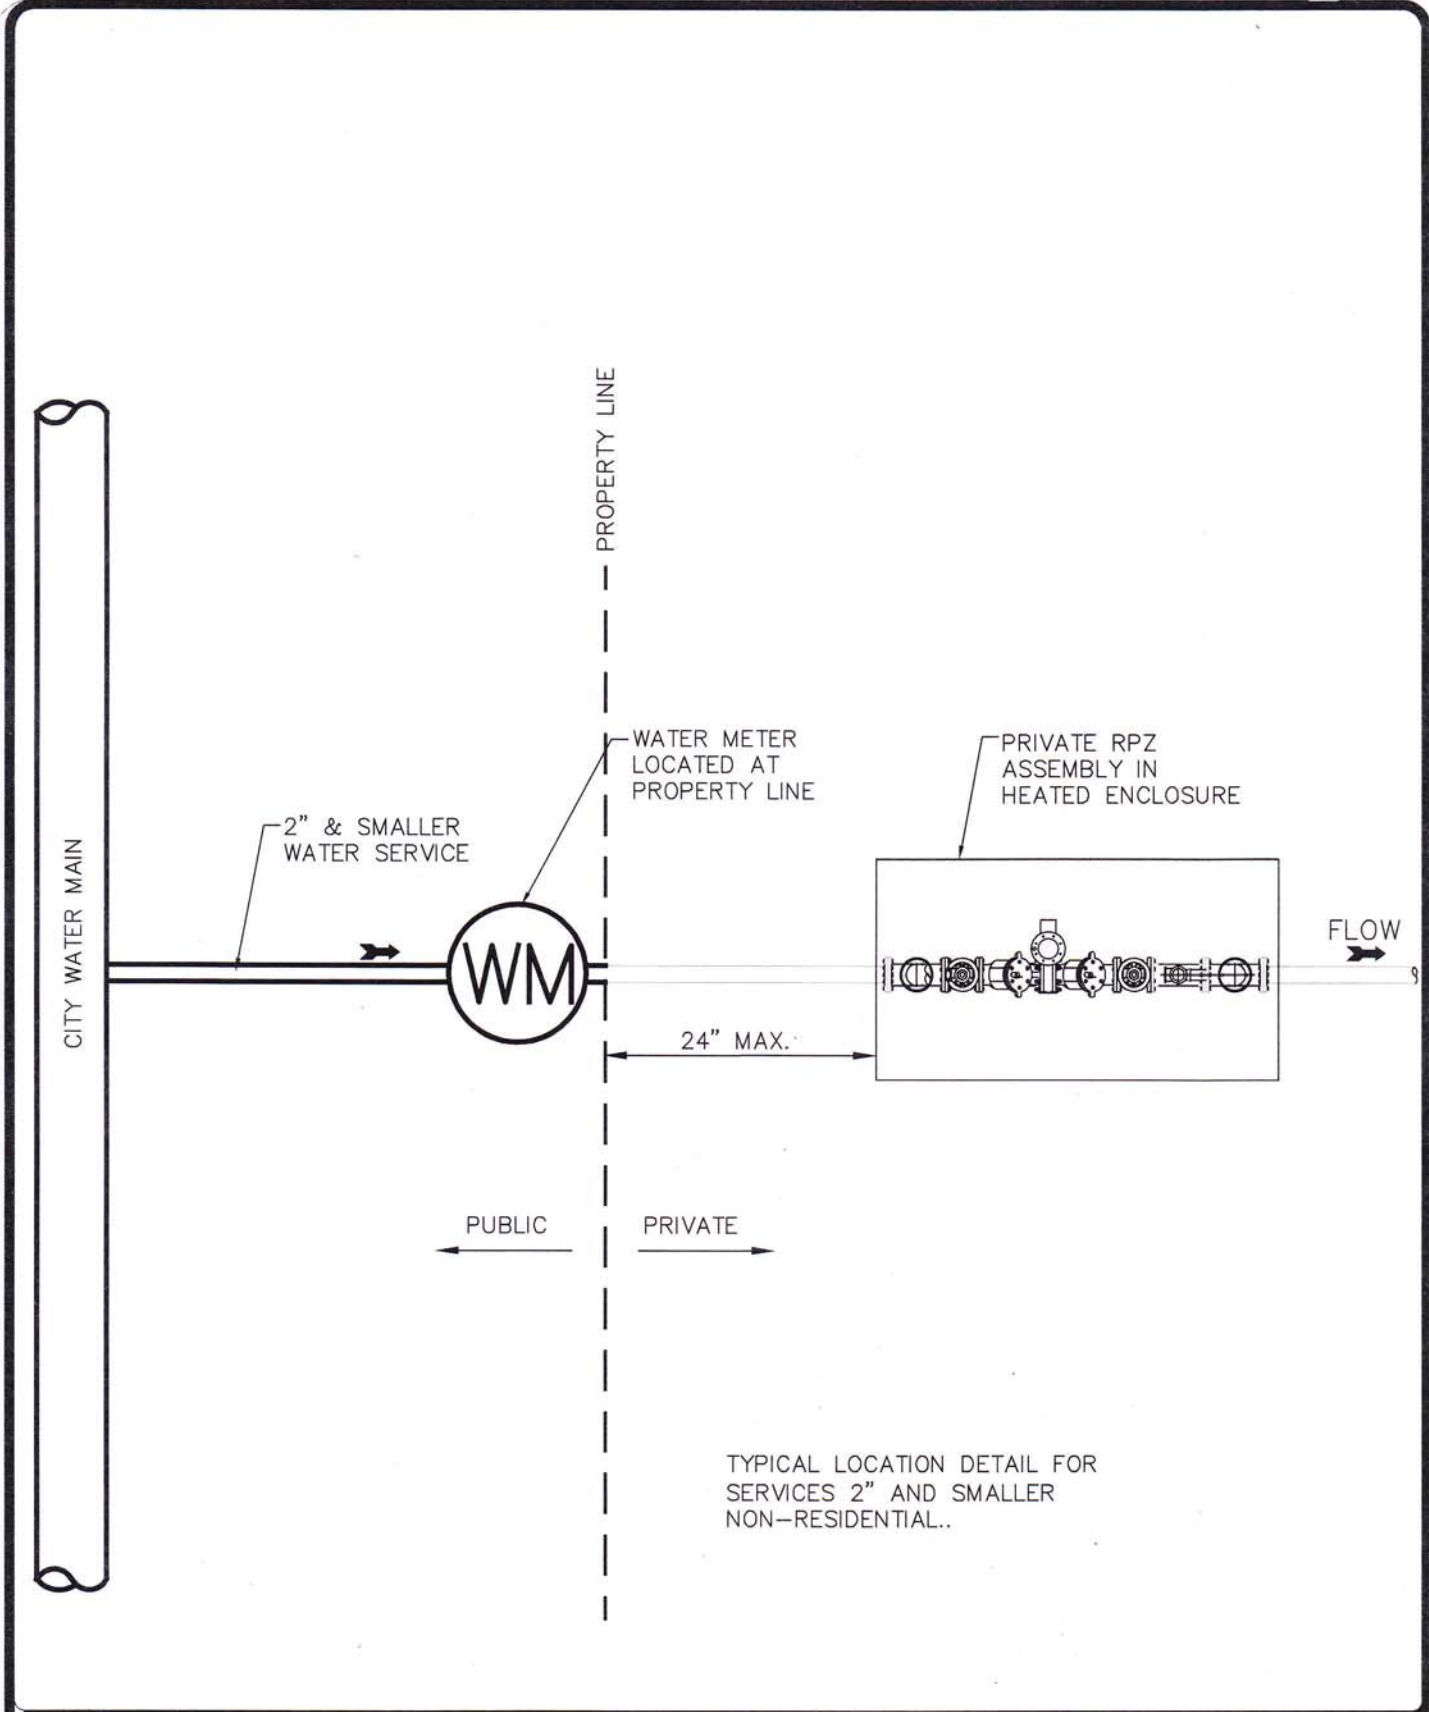 PROPERTY LINE
WATER METER
LOCATED AT
PROPERTY LINE
PRIVATE RPZ
ASSEMBLY IN
HEATED ENCLOSURE
2” & SMALLER
WATER SERVICE
CITY WATER MAIN
WM
FLOW
24” MAX.
PUBLIC
PRIVATE
TYPICAL LOCATION DETAIL FOR
SERVICES 2” AND SMALLER
NON-RESIDENTIAL..